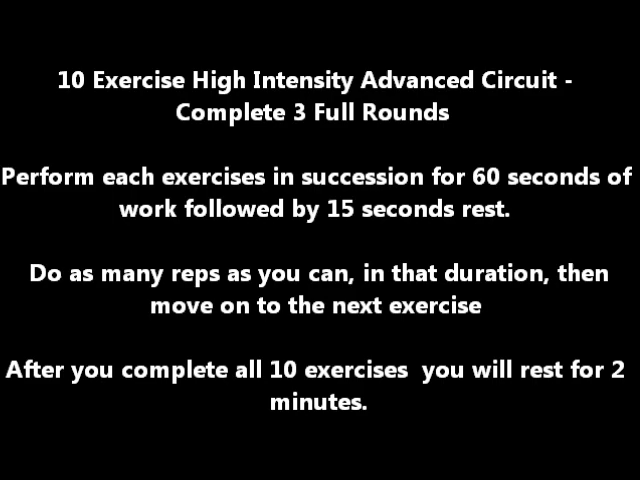 10 Exercise High Intensity Advanced Circuit -
Complete 3 Full Rounds
Perform each exercises in succession for 60 seconds of
work followed by 15 seconds rest.
Do as many reps as you can, in that duration, then
move on to the next exercise
After you complete all 10 exercises  you will rest for 2
minutes.